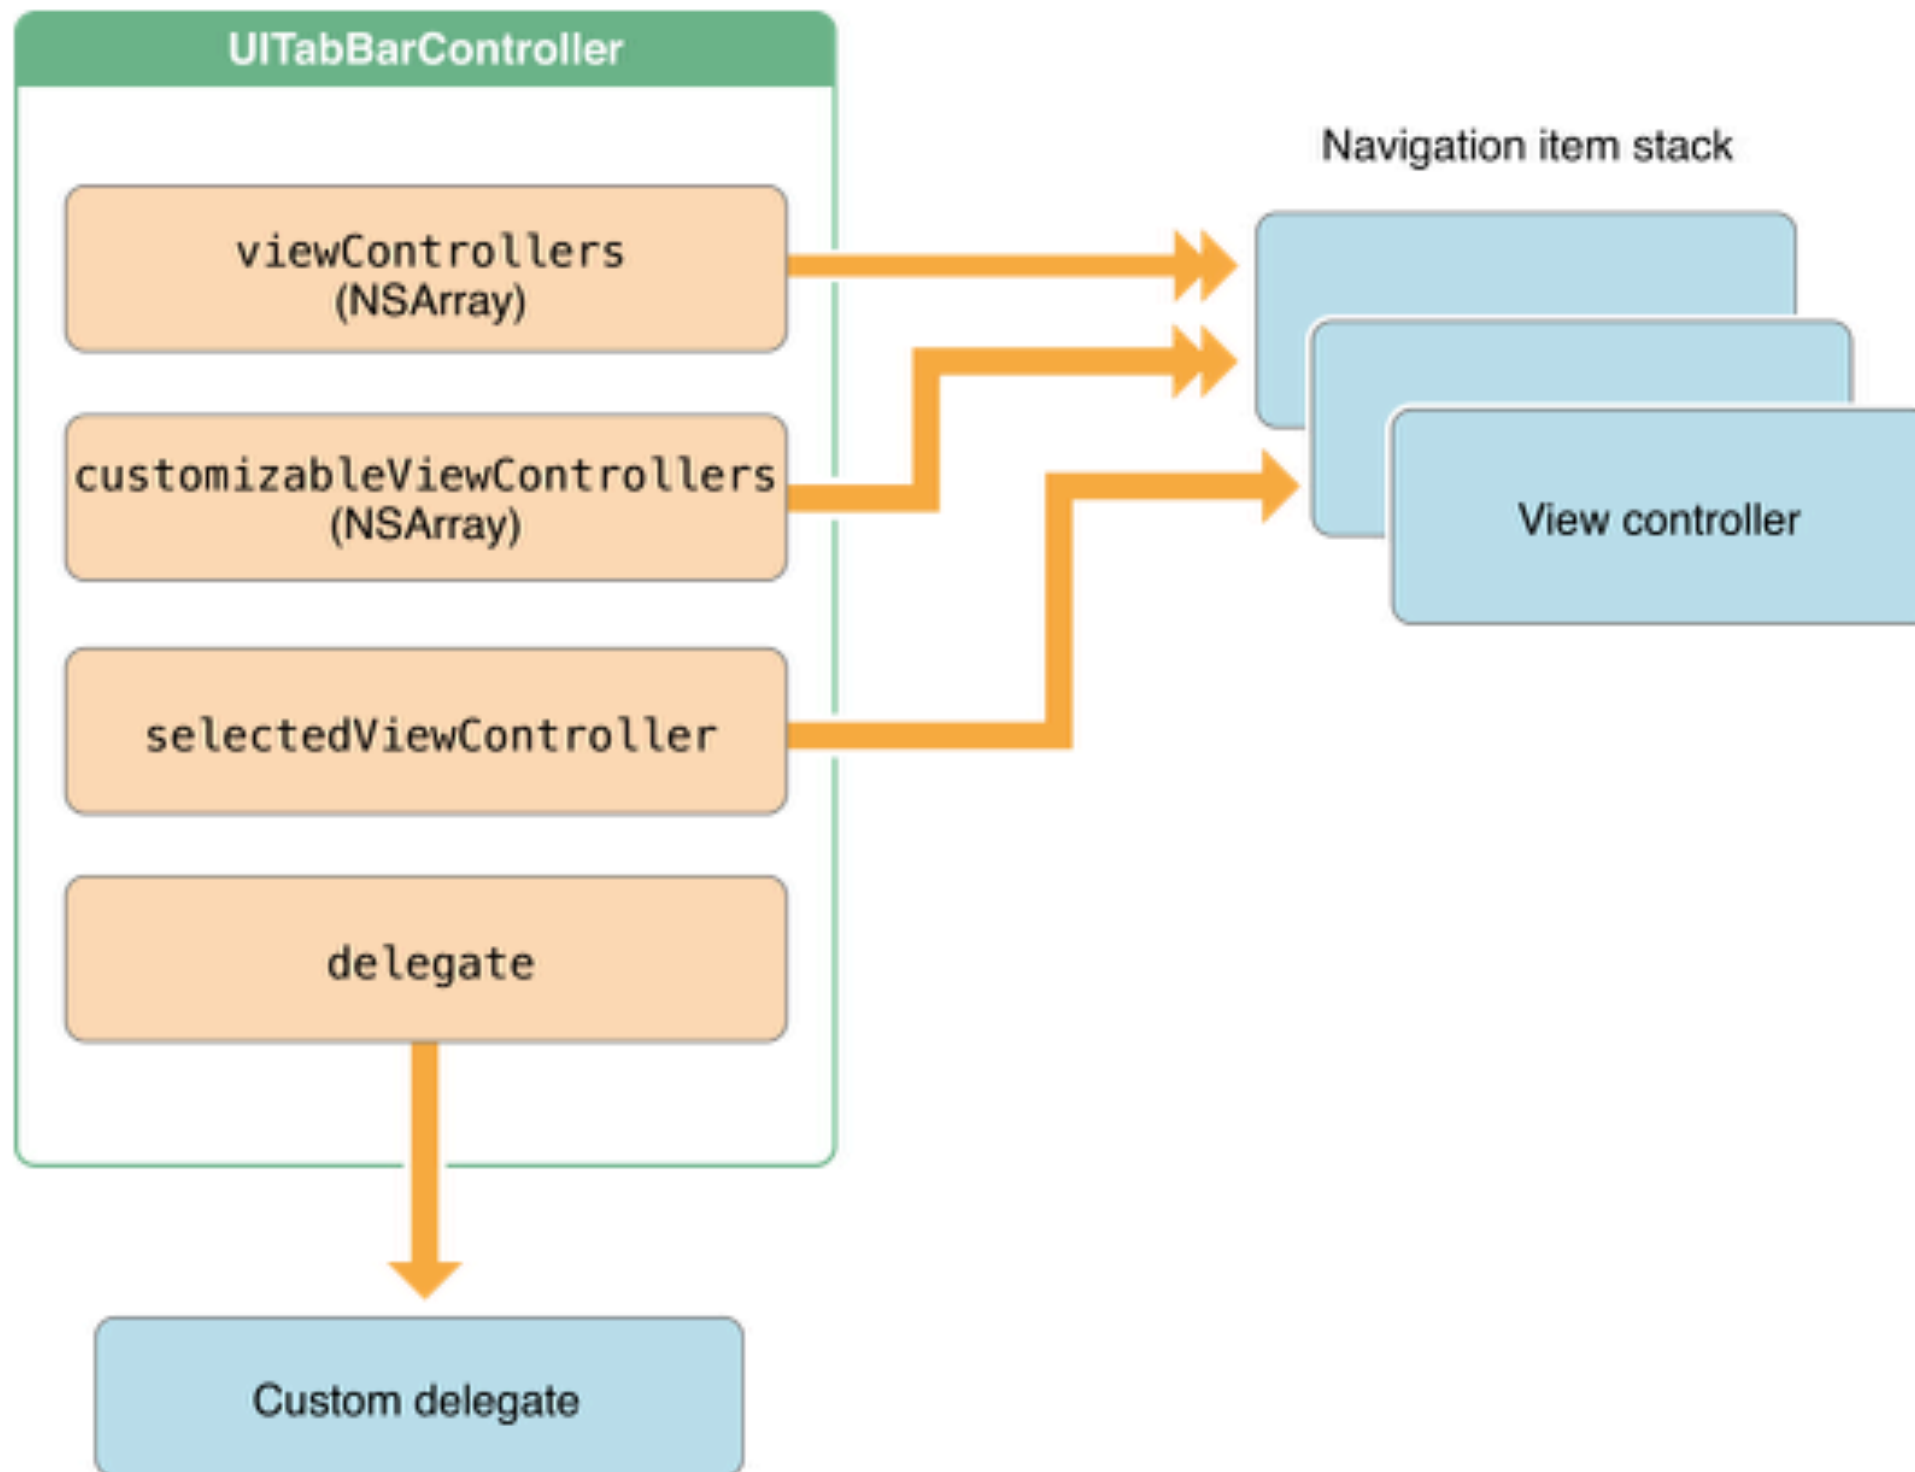 UITabBarController
viewControllers
(NSArray)
customizableViewControllers
(NSArray)
selectedViewController
delegate
Custom delegate
Navigation item stack
View controller